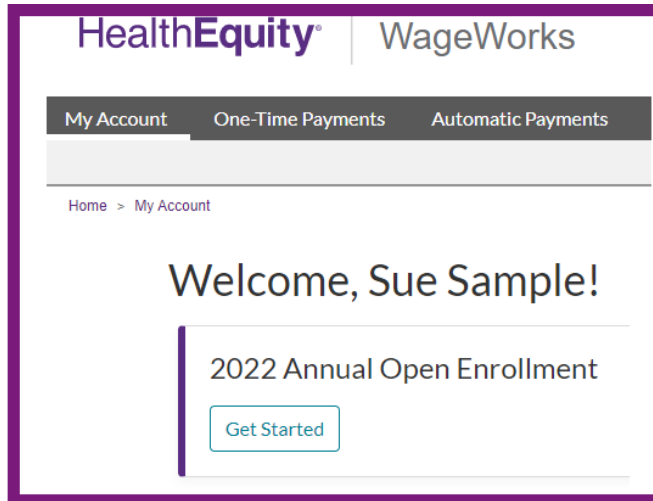 HealthEquity® WageWorks
My Account One-Time Payments Automatic Payments
Home > My Account
Welcome, Sue Sample!
2022 Annual Open Enrollment
Get Started